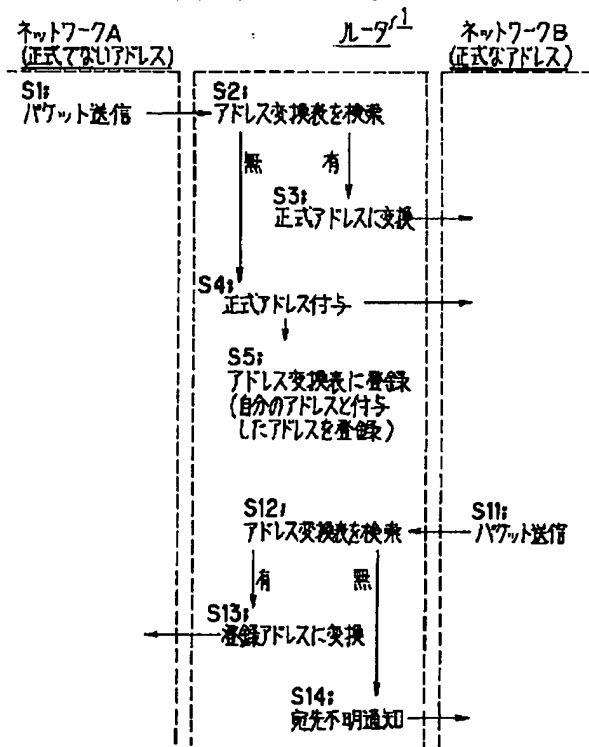 ネットワークA
(正式でないアドレス)
ルータ 1
ネットワークB
(正式なアドレス)
S1;
パケット送信
S2;
アドレス変換表を検索
無
有
S3;
正式アドレスに変換
S4;
正式アドレス付与
S5;
アドレス変換表に登録
(自分のアドレスと付与
したアドレスを登録)
S12;
アドレス変換表を検索
S11;
パケット送信
有
無
S13;
登録アドレスに変換
S14;
宛先不明通知